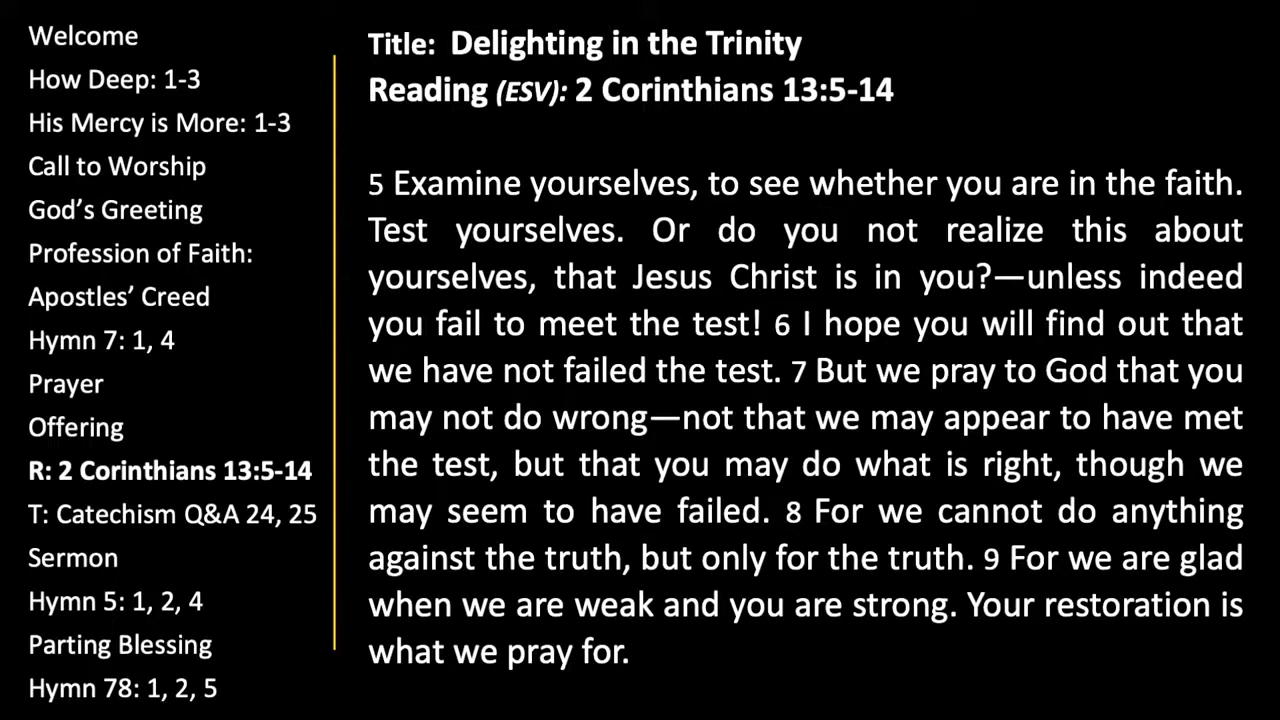 Welcome
How Deep: 1-3
His Mercy is More: 1-3
Call to Worship
God’s Greeting
Profession of Faith:
Apostles’ Creed
Hymn 7: 1, 4
Prayer
Offering
R: 2 Corinthians 13:5-14
T: Catechism Q&A 24, 25
Sermon
Hymn 5: 1, 2, 4
Parting Blessing
Hymn 78: 1, 2, 5
Title: Delighting in the Trinity
Reading (ESV): 2 Corinthians 13:5-14
5 Examine yourselves, to see whether you are in the faith.
Test yourselves. Or do you not realize this about
yourselves, that Jesus Christ is in you?—unless indeed
you fail to meet the test! 6 I hope you will find out that
we have not failed the test. 7 But we pray to God that you
may not do wrong—not that we may appear to have met
the test, but that you may do what is right, though we
may seem to have failed. 8 For we cannot do anything
against the truth, but only for the truth. 9 For we are glad
when we are weak and you are strong. Your restoration is
what we pray for.